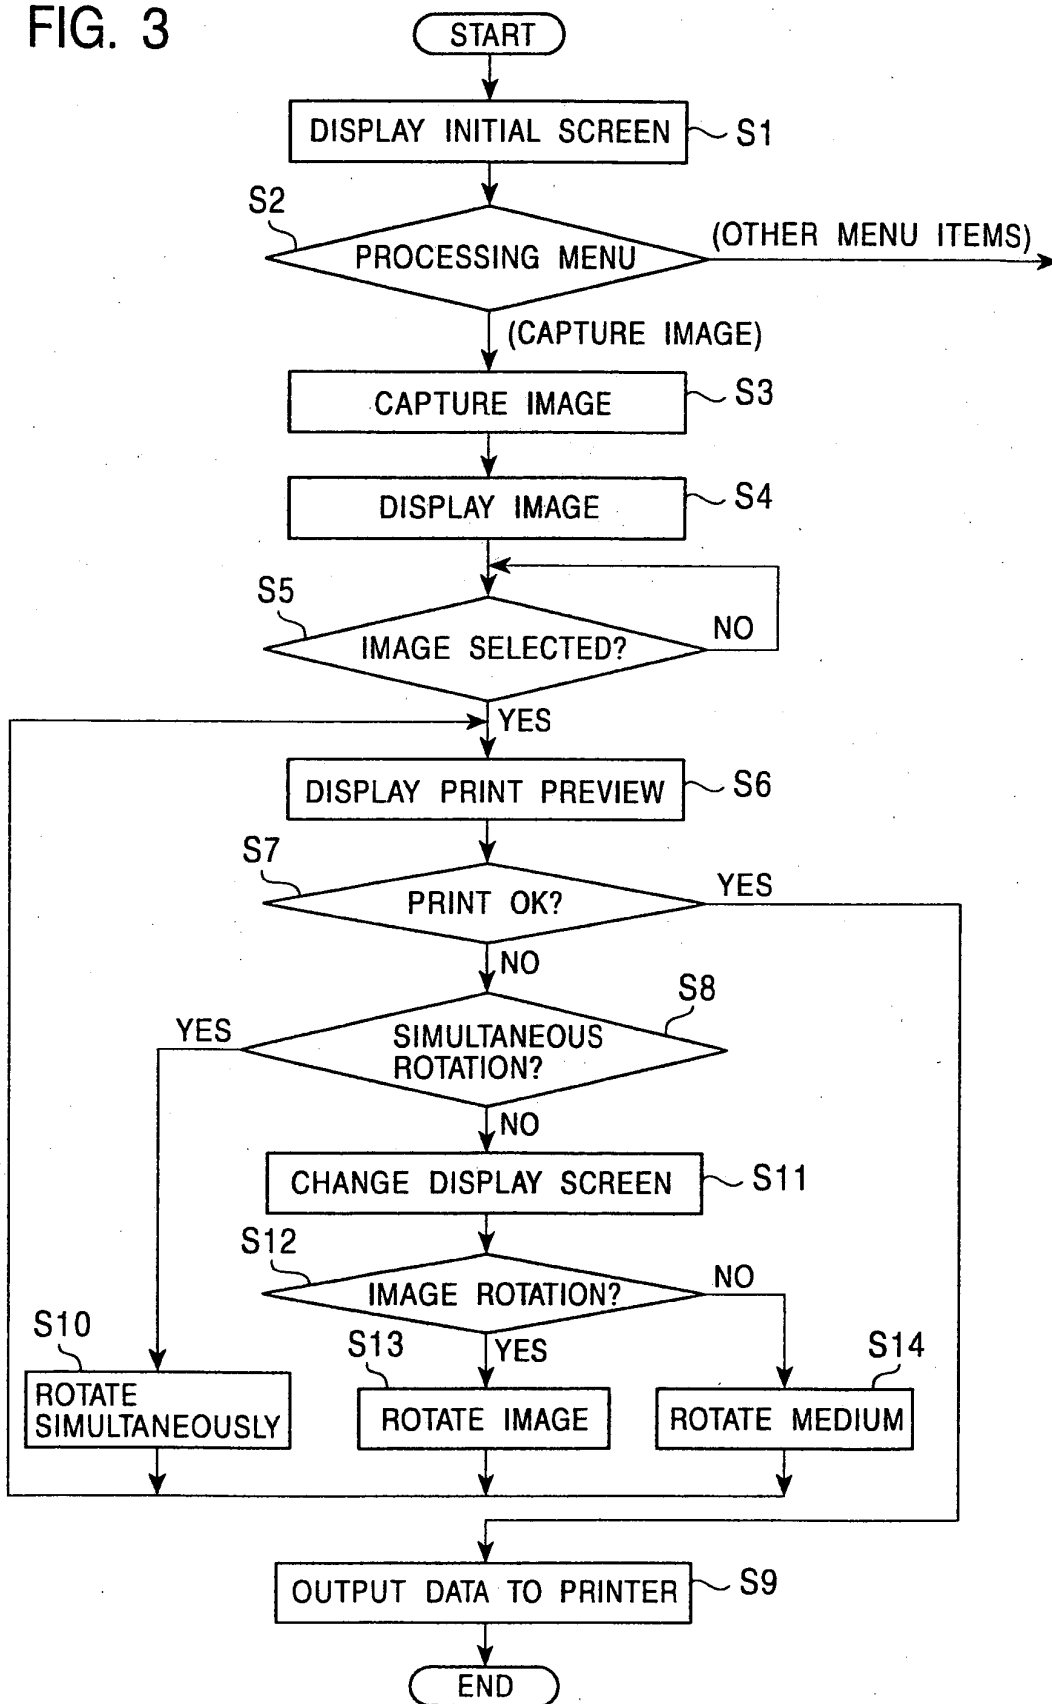 FIG. 3
START
DISPLAY INITIAL SCREEN
S1
S2
PROCESSING MENU
(OTHER MENU ITEMS)
(CAPTURE IMAGE)
CAPTURE IMAGE
S3
DISPLAY IMAGE
S4
S5
IMAGE SELECTED?
NO
YES
DISPLAY PRINT PREVIEW
S6
S7
PRINT OK?
YES
NO
S8
YES
SIMULTANEOUS
ROTATION?
NO
CHANGE DISPLAY SCREEN
S11
S12
IMAGE ROTATION?
NO
YES
S10
ROTATE
SIMULTANEOUSLY
S13
ROTATE IMAGE
S14
ROTATE MEDIUM
OUTPUT DATA TO PRINTER
S9
END